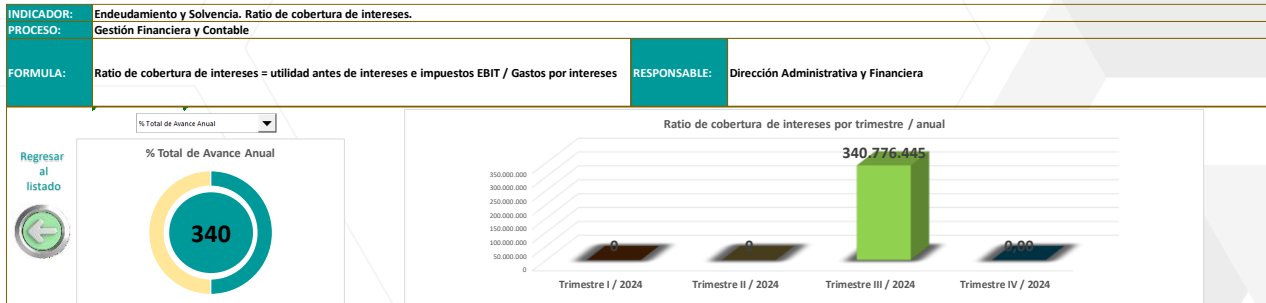 INDICADOR: Endeudamiento y Solvencia. Ratio de cobertura de intereses.
PROCESO: Gestión Financiera y Contable
FORMULA: Ratio de cobertura de intereses = utilidad antes de intereses e impuestos EBIT / Gastos por intereses RESPONSABLE: Dirección Administrativa y Financiera
% Total de Avance Anual
Regresar
al
listado
% Total de Avance Anual
340
Ratio de cobertura de intereses por trimestre / anual
350.000.000
300.000.000
250.000.000
200.000.000
150.000.000
100.000.000
50.000.000
0
0
0
340.776.445
0,00
Trimestre I / 2024
Trimestre II / 2024
Trimestre III / 2024
Trimestre IV / 2024